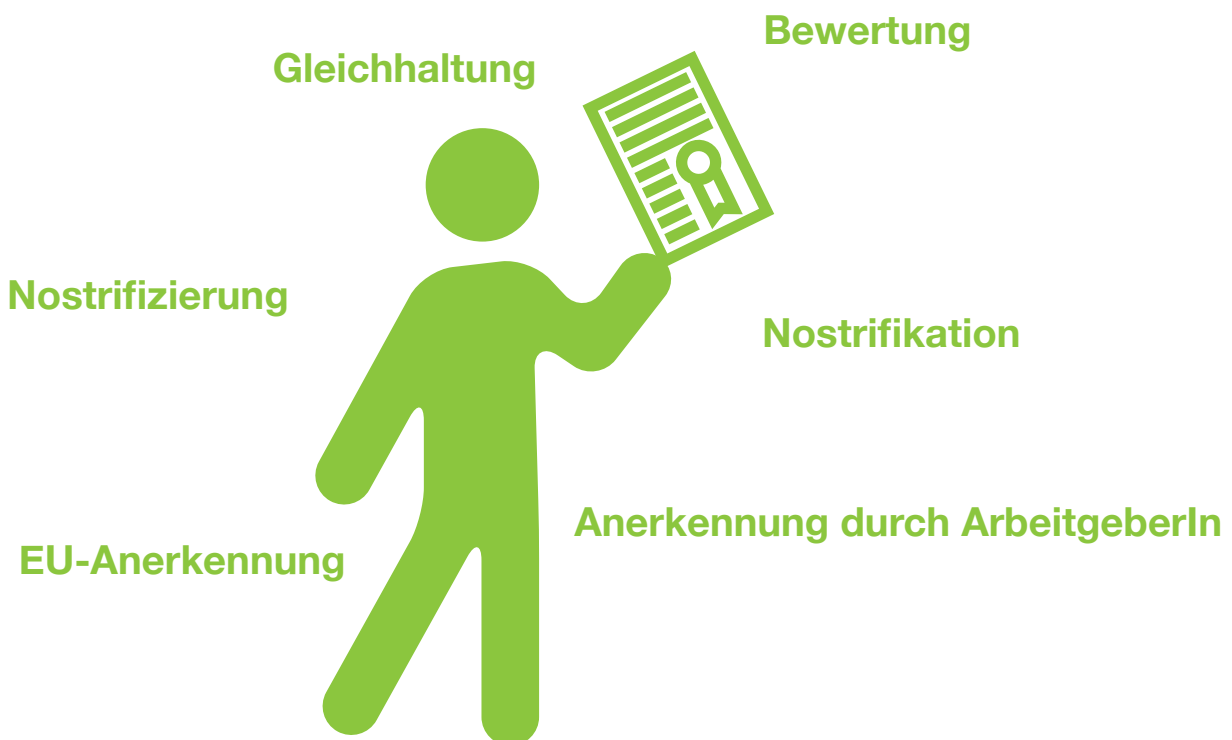 Bewertung
Gleichhaltung
Nostrifizierung
Nostrifikation
Anerkennung durch ArbeitgeberIn
EU-Anerkennung